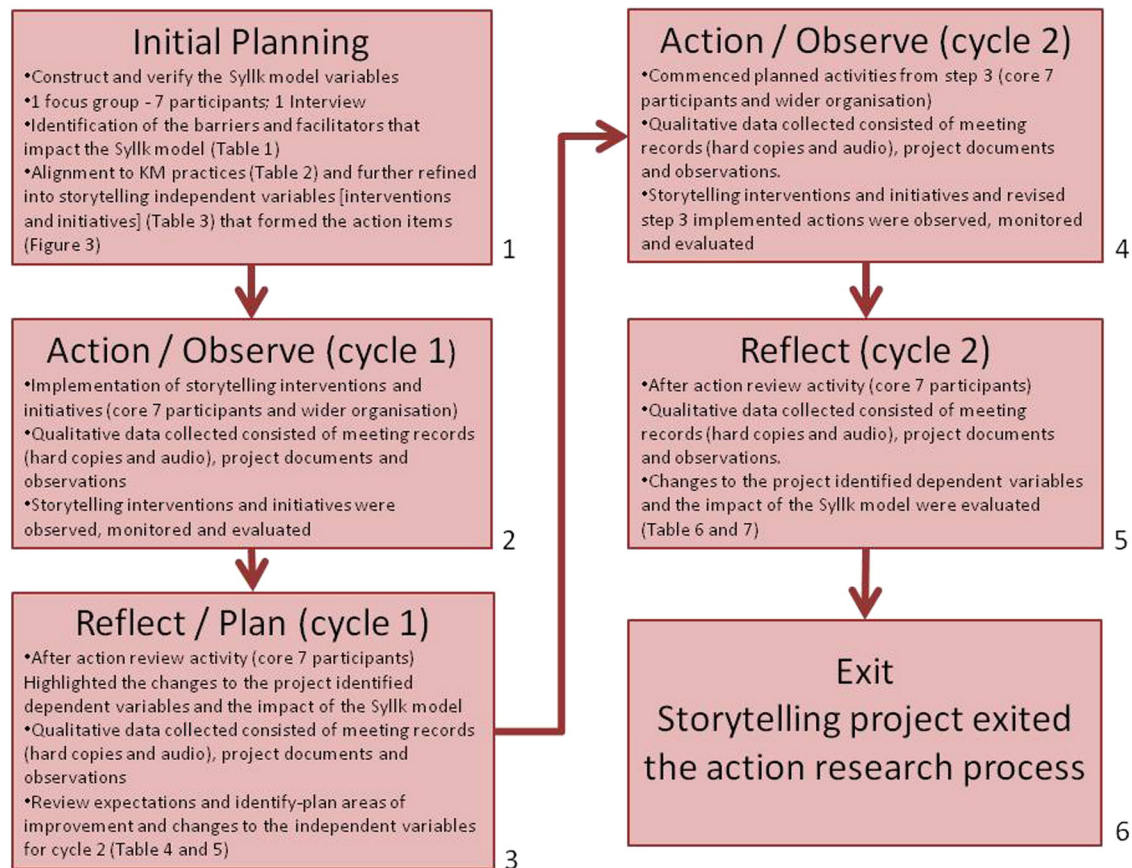 Initial Planning
•Construct and verify the Syllk model variables
•1 focus group - 7 participants; 1 Interview
•Identification of the barriers and facilitators that
impact the Syllk model (Table 1)
•Alignment to KM practices (Table 2) and further refined
into storytelling independent variables [interventions
and initiatives] (Table 3) that formed the action items
(Figure 3)
1
Action / Observe (cycle 1)
•Implementation of storytelling interventions and
initiatives (core 7 participants and wider organisation)
•Qualitative data collected consisted of meeting records
(hard copies and audio), project documents and
observations
•Storytelling interventions and initiatives were
observed, monitored and evaluated
2
Reflect / Plan (cycle 1)
•After action review activity (core 7 participants)
Highlighted the changes to the project identified
dependent variables and the impact of the Syllk model
•Qualitative data collected consisted of meeting records
(hard copies and audio), project documents and
observations
•Review expectations and identify-plan areas of
improvement and changes to the independent variables
for cycle 2 (Table 4 and 5)
3
Action / Observe (cycle 2)
•Commenced planned activities from step 3 (core 7
participants and wider organisation)
•Qualitative data collected consisted of meeting
records (hard copies and audio), project documents
and observations.
•Storytelling interventions and initiatives and revised
step 3 implemented actions were observed, monitored
and evaluated
4
Reflect (cycle 2)
•After action review activity (core 7 participants)
•Qualitative data collected consisted of meeting
records (hard copies and audio), project documents
and observations.
•Changes to the project identified dependent variables
and the impact of the Syllk model were evaluated
(Table 6 and 7)
5
Exit
Storytelling project exited
the action research process
6